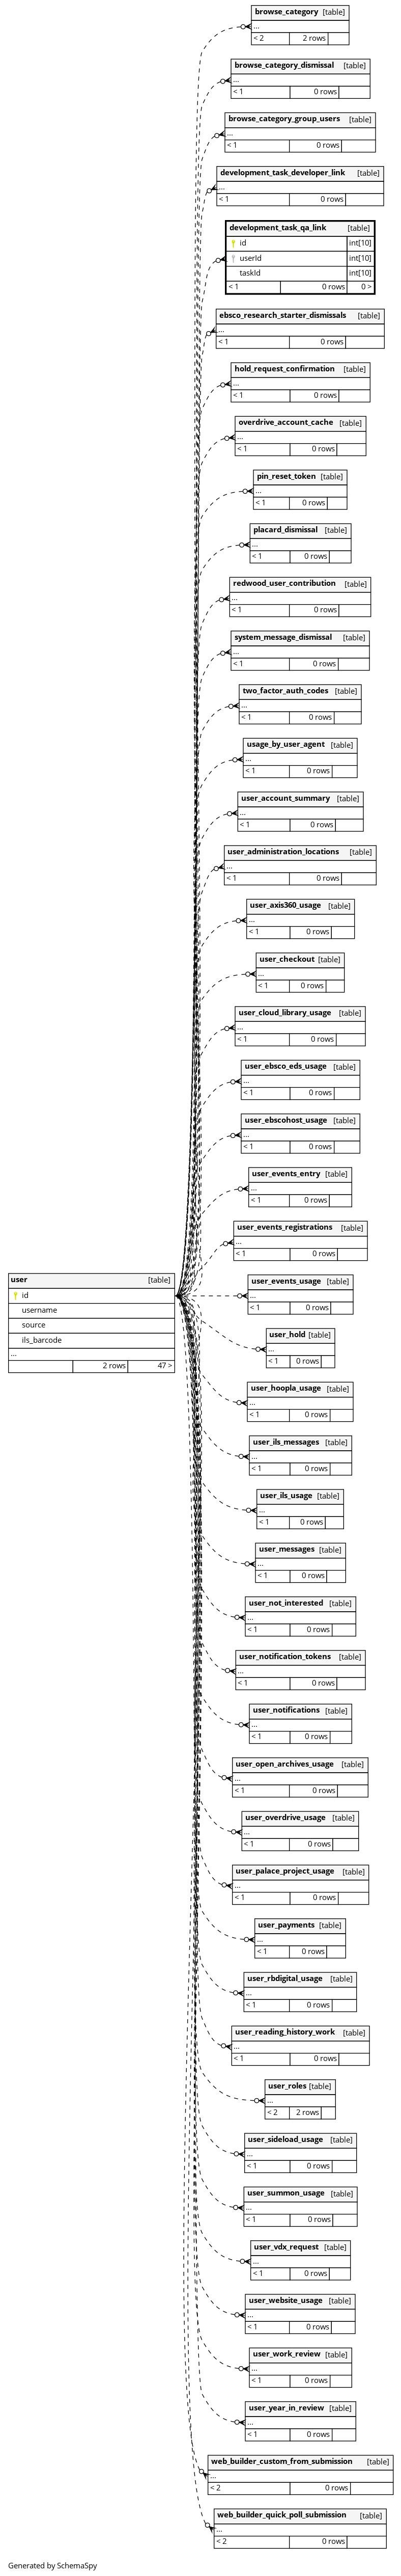 browse_category [table]
...
< 2 2 rows
browse_category_dismissal [table]
...
< 1 0 rows
browse_category_group_users [table]
...
< 1 0 rows
development_task_developer_link [table]
...
< 1 0 rows
development_task_qa_link [table]
id int[10]
userId int[10]
taskId int[10]
< 1 0 rows 0 >
ebsco_research_starter_dismissals [table]
...
< 1 0 rows
hold_request_confirmation [table]
...
< 1 0 rows
overdrive_account_cache [table]
...
< 1 0 rows
pin_reset_token [table]
...
< 1 0 rows
placard_dismissal [table]
...
< 1 0 rows
redwood_user_contribution [table]
...
< 1 0 rows
system_message_dismissal [table]
...
< 1 0 rows
two_factor_auth_codes [table]
...
< 1 0 rows
usage_by_user_agent [table]
...
< 1 0 rows
user_account_summary [table]
...
< 1 0 rows
user_administration_locations [table]
...
< 1 0 rows
user_axis360_usage [table]
...
< 1 0 rows
user_checkout [table]
...
< 1 0 rows
user_cloud_library_usage [table]
...
< 1 0 rows
user_ebsco_eds_usage [table]
...
< 1 0 rows
user_ebscohost_usage [table]
...
< 1 0 rows
user_events_entry [table]
...
< 1 0 rows
user_events_registrations [table]
...
< 1 0 rows
user [table]
id
username
source
ils_barcode
...
2 rows 47 >
user_events_usage [table]
...
< 1 0 rows
user_hold [table]
...
< 1 0 rows
user_hoopla_usage [table]
...
< 1 0 rows
user_ils_messages [table]
...
< 1 0 rows
user_ils_usage [table]
...
< 1 0 rows
user_messages [table]
...
< 1 0 rows
user_not_interested [table]
...
< 1 0 rows
user_notification_tokens [table]
...
< 1 0 rows
user_notifications [table]
...
< 1 0 rows
user_open_archives_usage [table]
...
< 1 0 rows
user_overdrive_usage [table]
...
< 1 0 rows
user_palace_project_usage [table]
...
< 1 0 rows
user_payments [table]
...
< 1 0 rows
user_rbdigital_usage [table]
...
< 1 0 rows
user_reading_history_work [table]
...
< 1 0 rows
user_roles [table]
...
< 2 2 rows
user_sideload_usage [table]
...
< 1 0 rows
user_summon_usage [table]
...
< 1 0 rows
user_vdx_request [table]
...
< 1 0 rows
user_website_usage [table]
...
< 1 0 rows
user_work_review [table]
...
< 1 0 rows
user_year_in_review [table]
...
< 1 0 rows
web_builder_custom_from_submission [table]
...
< 2 0 rows
web_builder_quick_poll_submission [table]
...
< 2 0 rows
Generated by SchemaSpy